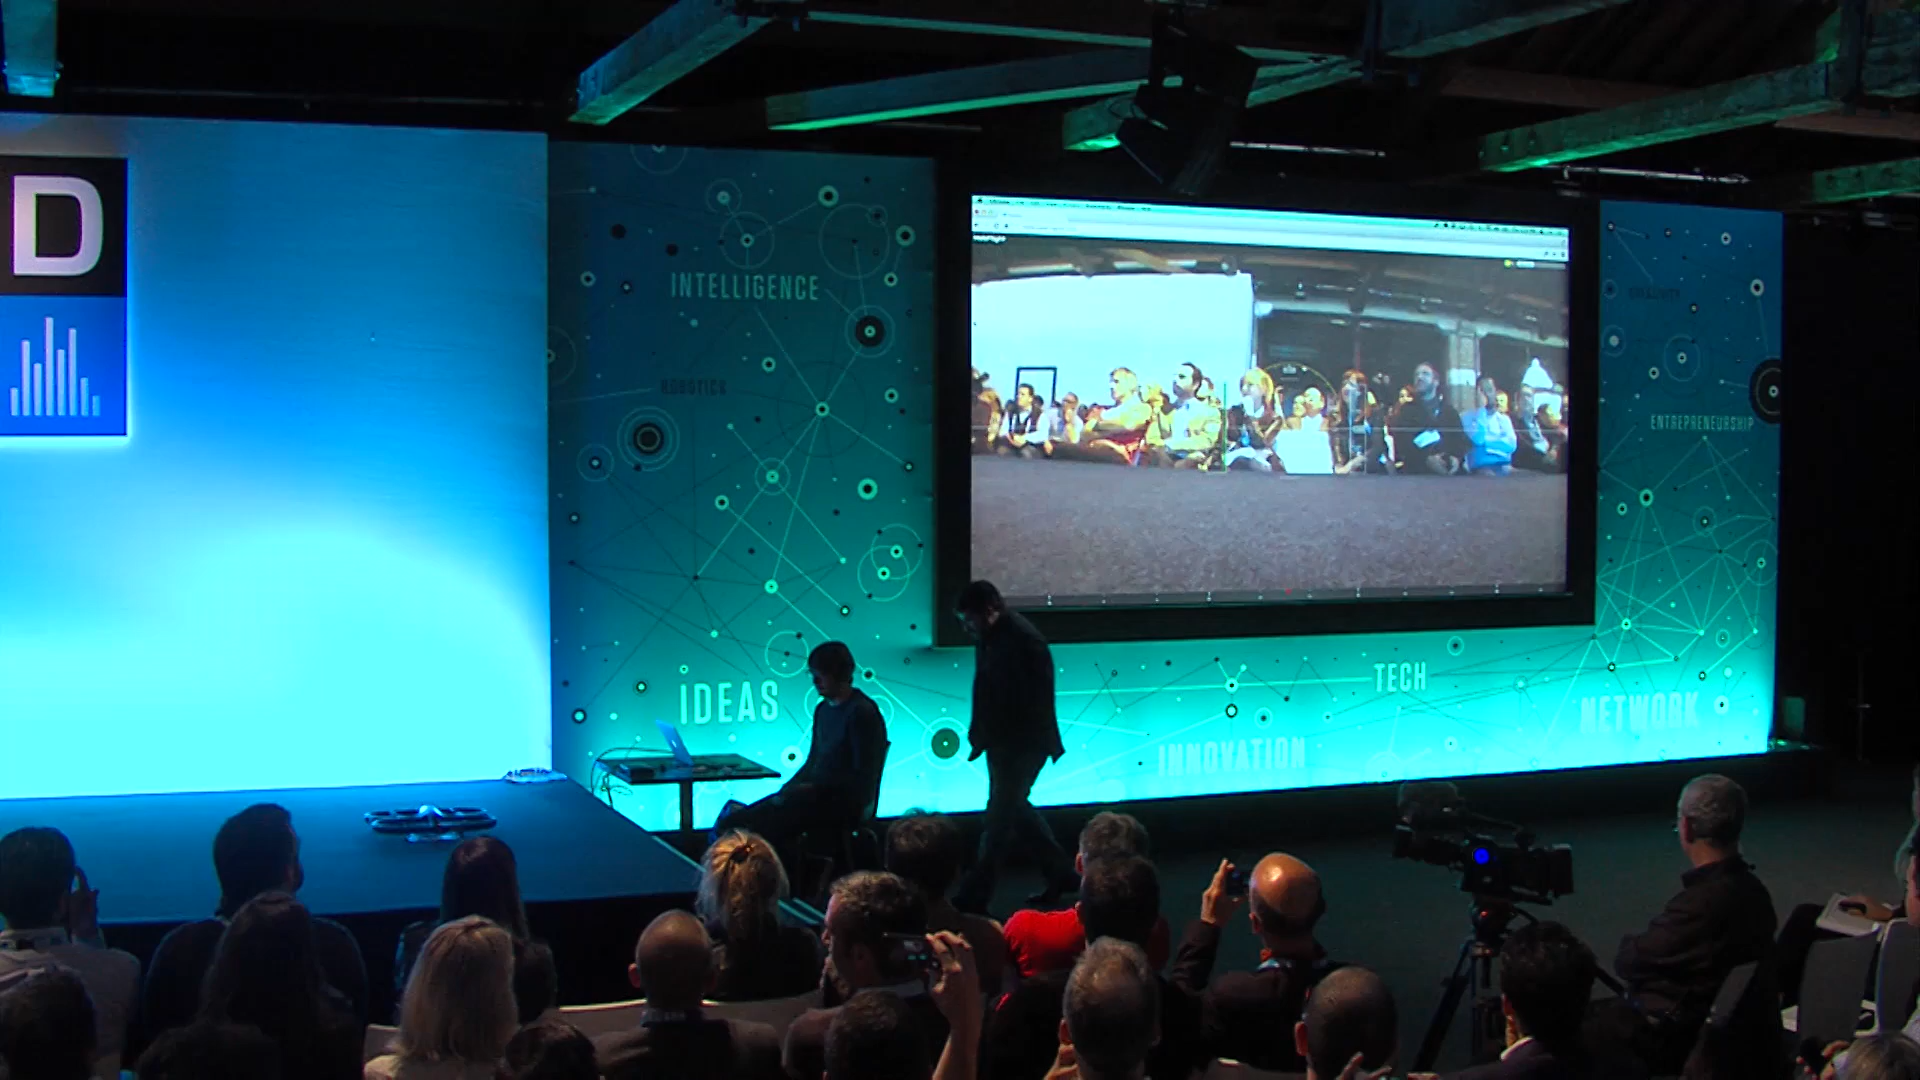 D
INTELLIGENCE
ROBOTICS
ENTREPRENEURSHIP
IDEAS
TECH
NETWORK
INNOVATION